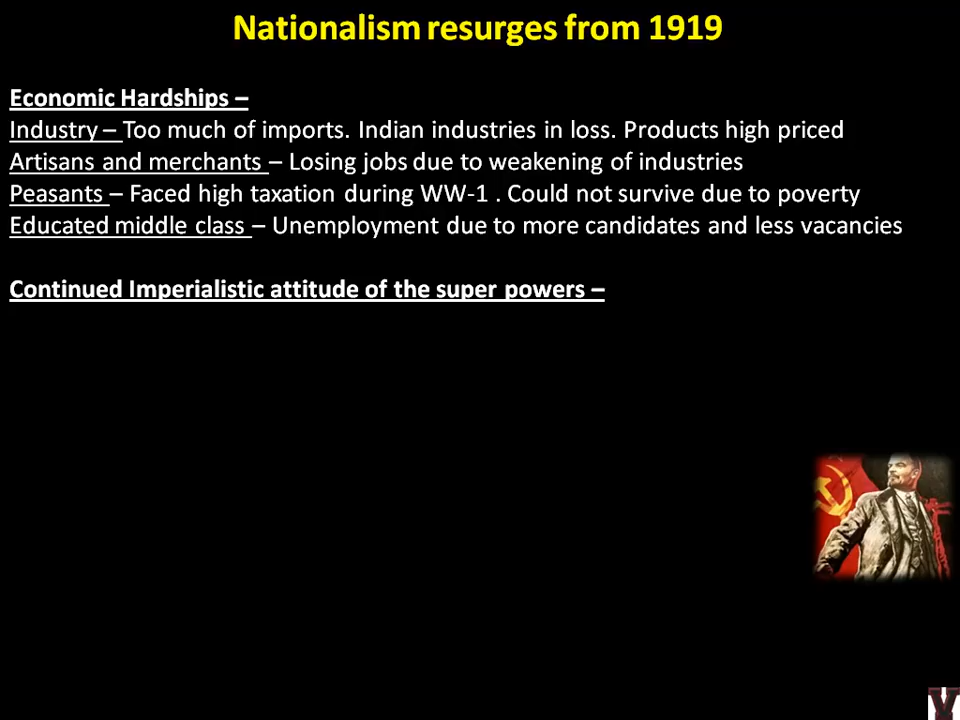 Nationalism resurges from 1919
Economic Hardships –
Industry – Too much of imports. Indian industries in loss. Products high priced
Artisans and merchants – Losing jobs due to weakening of industries
Peasants – Faced high taxation during WW-1 . Could not survive due to poverty
Educated middle class – Unemployment due to more candidates and less vacancies
Continued Imperialistic attitude of the super powers –
V